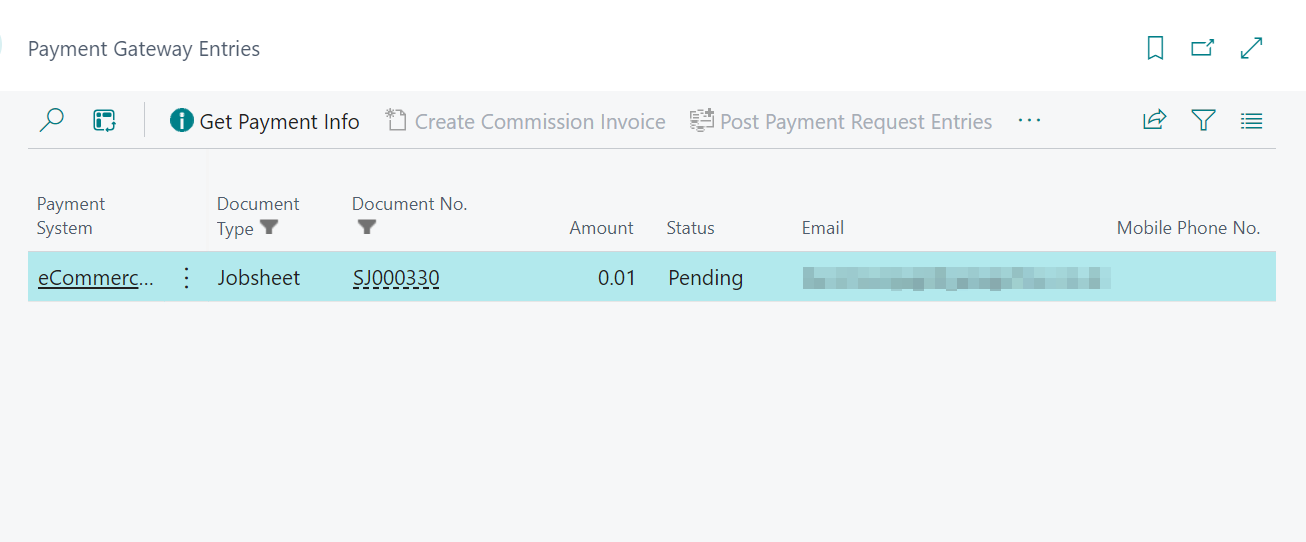 Payment Gateway Entries
Get Payment Info Create Commission Invoice Post Payment Request Entries ...
Payment System Document Type Document No. Amount Status Email Mobile Phone No.
eCommerc... Jobsheet SJ000330 0.01 Pending